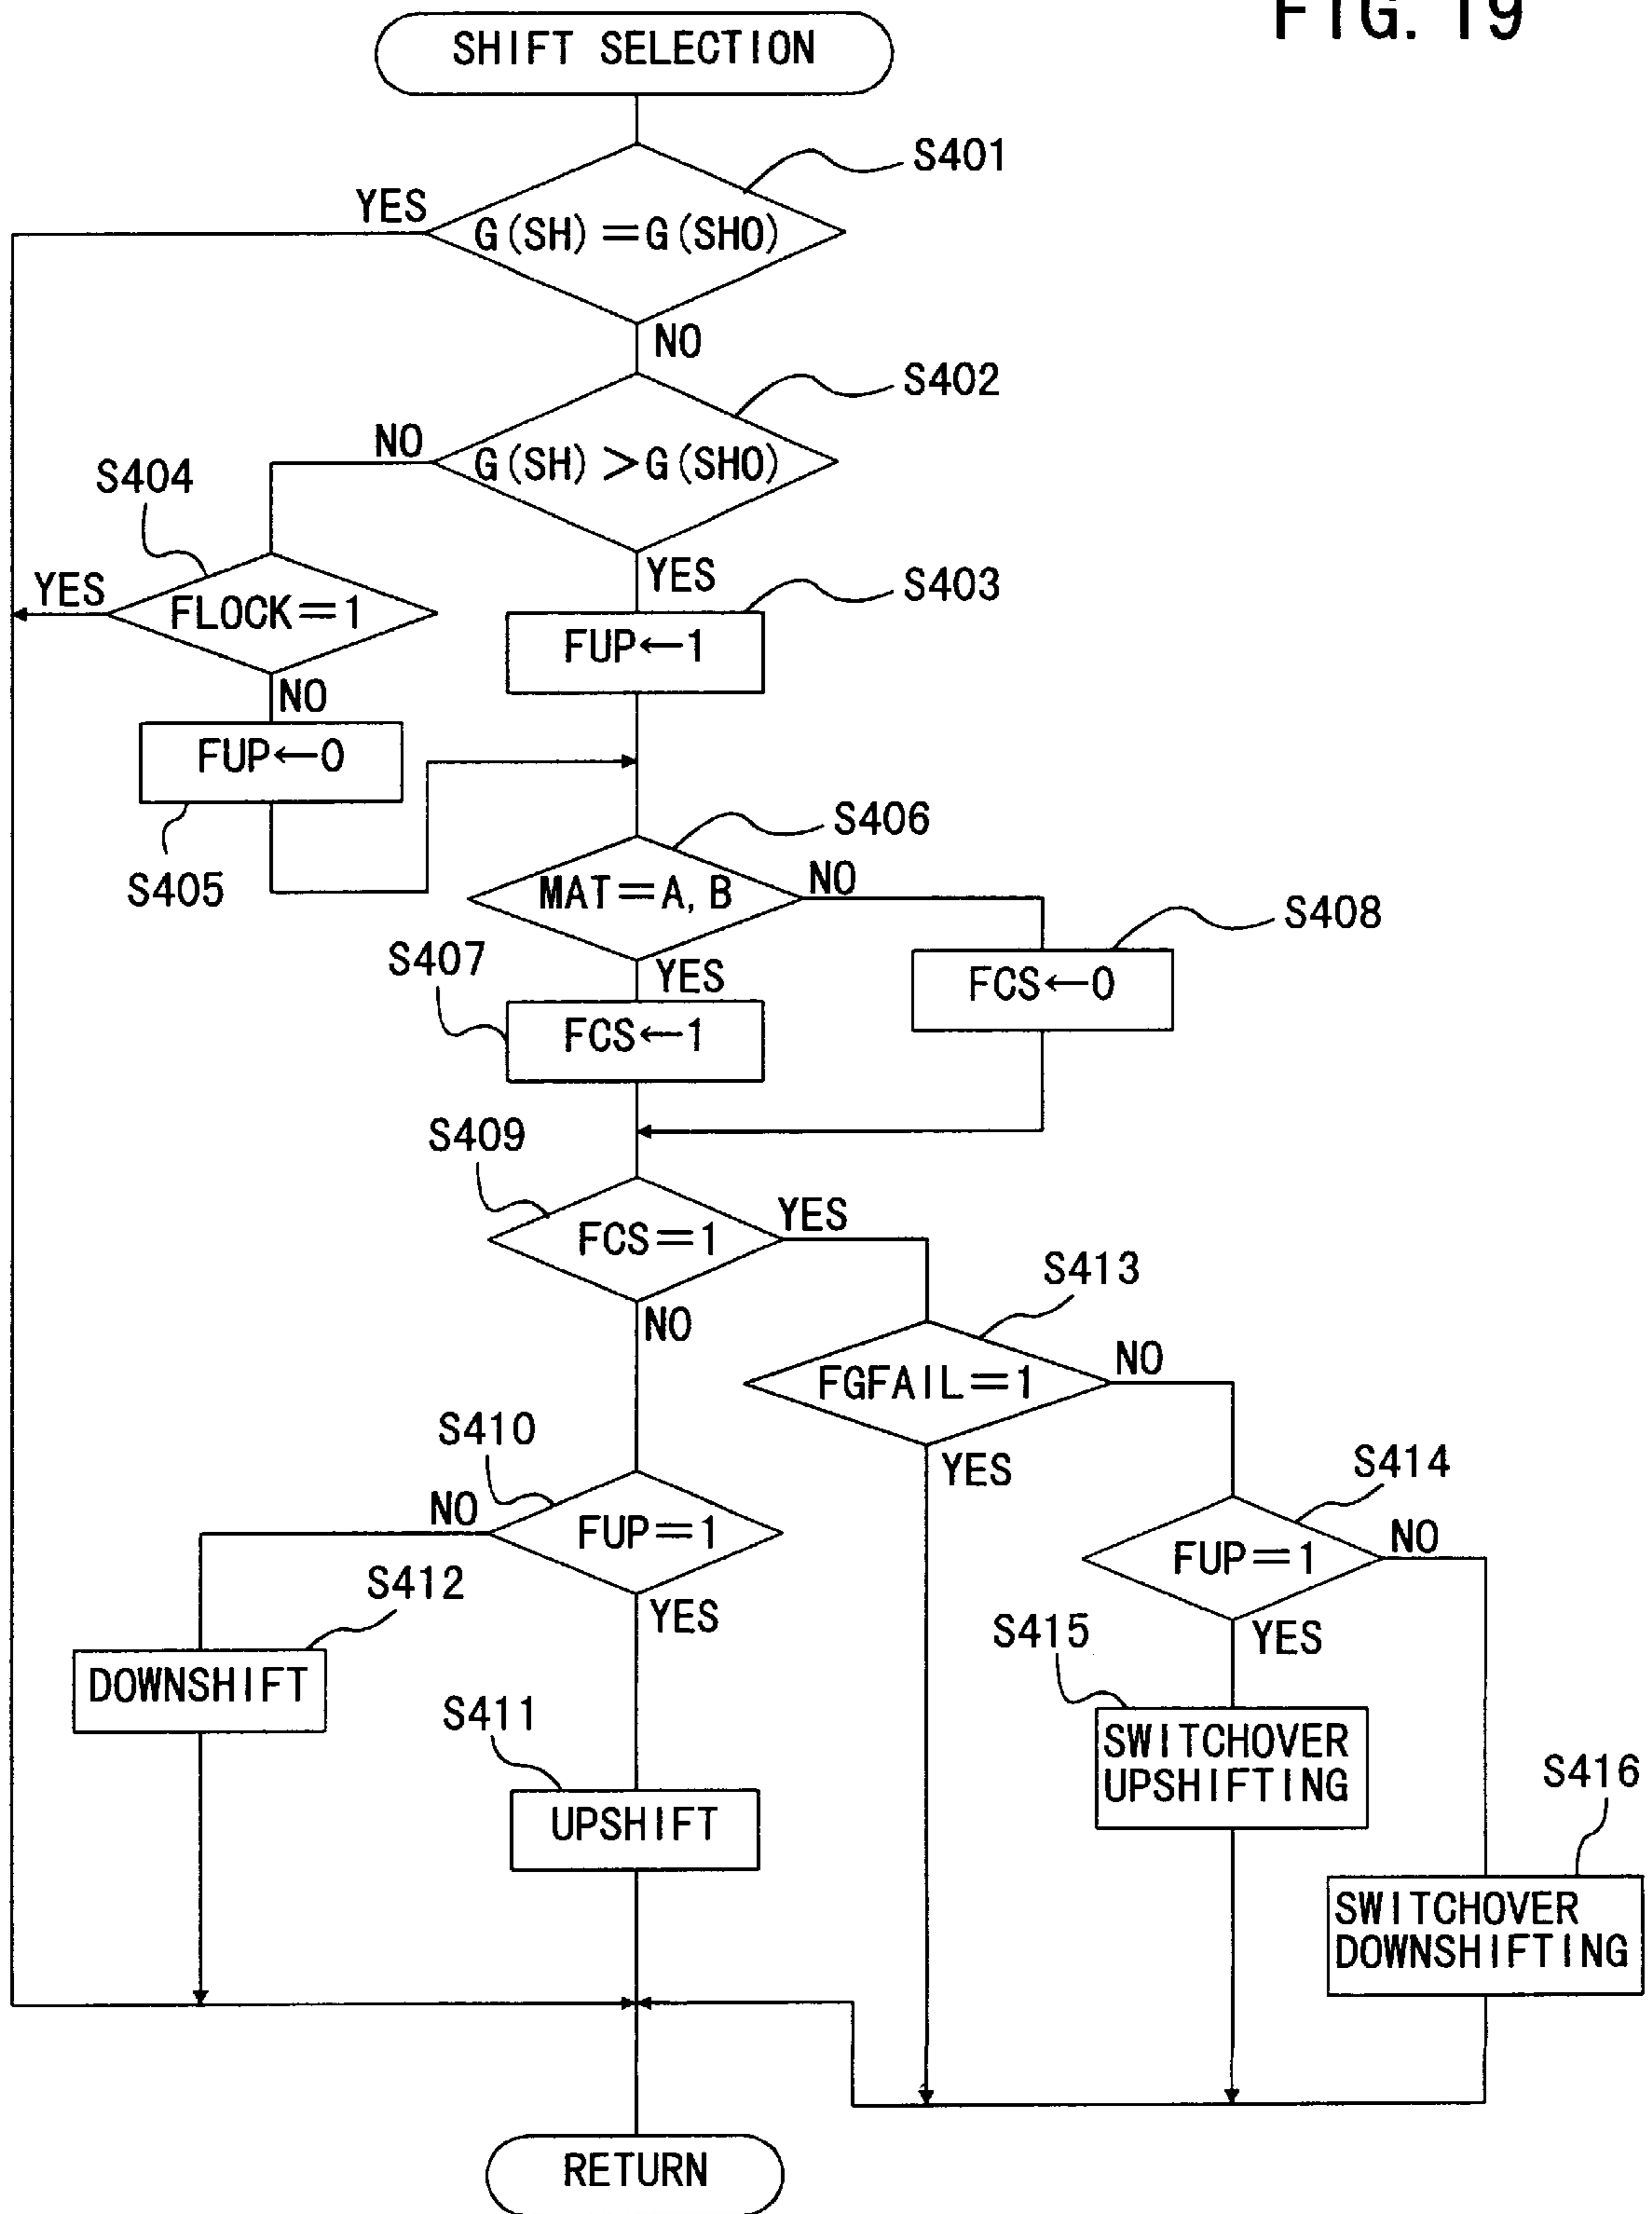 FIG. 19
SHIFT SELECTION
S401
YES
G(SH)=G(SHO)
NO
S402
NO
G(SH)>G(SHO)
S404
YES
S403
YES
FLOCK=1
FUP←1
NO
FUP←0
S405
S406
MAT=A, B
NO
S408
S407
YES
FCS←0
FCS←1
S409
YES
FCS=1
S413
NO
FGFAIL=1
NO
S410
YES
S414
NO
FUP=1
FUP=1
NO
S412
YES
S415
YES
DOWNSHIFT
S411
SWITCHOVER
UPSHIFTING
S416
UPSHIFT
SWITCHOVER
DOWNSHIFTING
RETURN